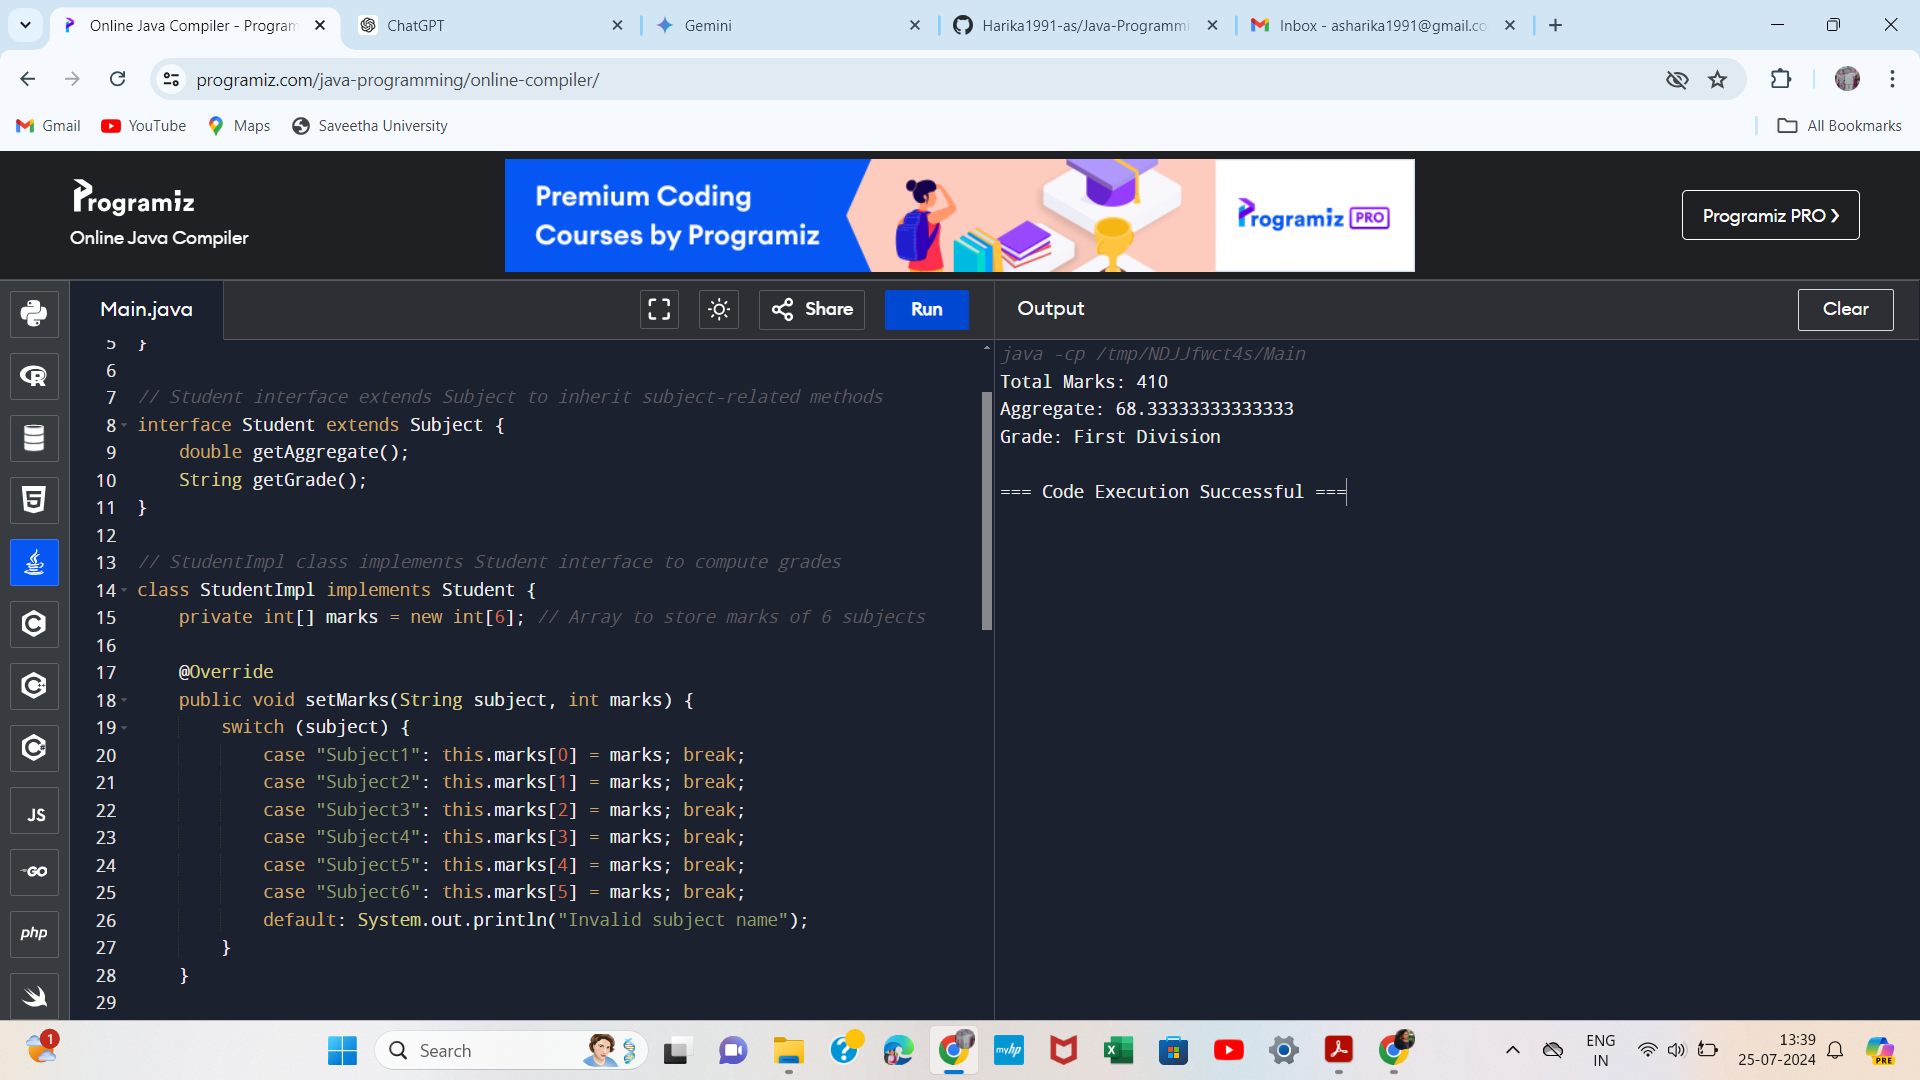 Online Java Compiler - Program
ChatGPT
Gemini
Harika1991-as/Java-Programmi
Inbox - asharika1991@gmail.co
programiz.com/java-programming/online-compiler/
Gmail
YouTube
Maps
Saveetha University
All Bookmarks
Programiz
Online Java Compiler
Premium Coding
Courses by Programiz
Programiz PRO
Programiz PRO
Main.java
Share
Run
Output
Clear
5 }
6
7 // Student interface extends Subject to inherit subject-related methods
8 interface Student extends Subject {
9 double getAggregate();
10 String getGrade();
11 }
12
13 // StudentImpl class implements Student interface to compute grades
14 class StudentImpl implements Student {
15 private int[] marks = new int[6]; // Array to store marks of 6 subjects
16
17 @Override
18 public void setMarks(String subject, int marks) {
19 switch (subject) {
20 case "Subject1": this.marks[0] = marks; break;
21 case "Subject2": this.marks[1] = marks; break;
22 case "Subject3": this.marks[2] = marks; break;
23 case "Subject4": this.marks[3] = marks; break;
24 case "Subject5": this.marks[4] = marks; break;
25 case "Subject6": this.marks[5] = marks; break;
26 default: System.out.println("Invalid subject name");
27 }
28 }
29
java -cp /tmp/NDJJfwct4s/Main
Total Marks: 410
Aggregate: 68.33333333333333
Grade: First Division
=== Code Execution Successful ===
R
5
C
C
C
JS
GO
php
1
Search
myhp
ENG
IN
13:39
25-07-2024
PRE